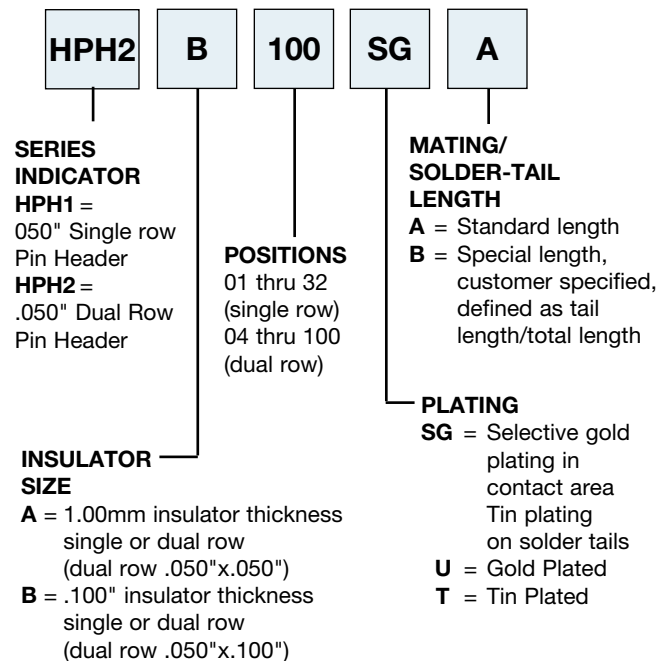 HPH2 B 100 SG A
SERIES
INDICATOR
HPH1 =
050" Single row
Pin Header
HPH2 =
.050" Dual Row
Pin Header
POSITIONS
01 thru 32
(single row)
04 thru 100
(dual row)
MATING/
SOLDER-TAIL
LENGTH
A = Standard length
B = Special length,
customer specified,
defined as tail
length/total length
INSULATOR
SIZE
A = 1.00mm insulator thickness
single or dual row
(dual row .050"x.050")
B = .100" insulator thickness
single or dual row
(dual row .050"x.100")
PLATING
SG = Selective gold
plating in
contact area
Tin plating
on solder tails
U = Gold Plated
T = Tin Plated